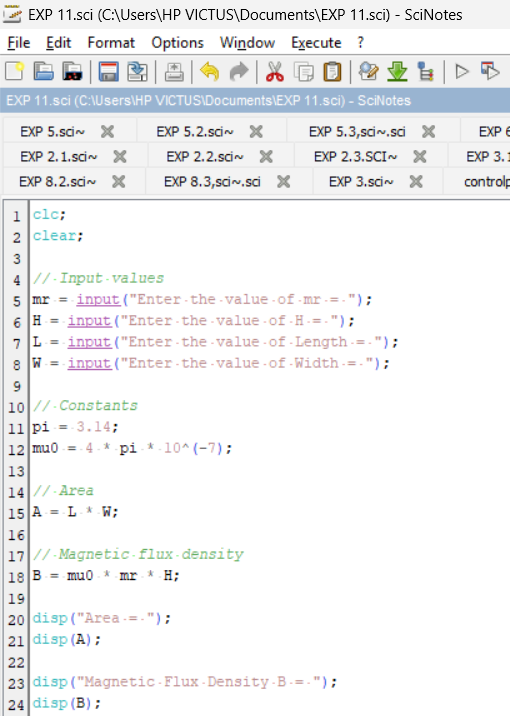 EXP 11.sci (C:\Users\HP VICTUS\Documents\EXP 11.sci) - SciNotes
File Edit Format Options Window Execute ?
EXP 11.sci (C:\Users\HP VICTUS\Documents\EXP 11.sci) - SciNotes
EXP 5.sci~ EXP 5.2.sci~ EXP 5.3,sci~.sci EXP 6
EXP 2.1.sci~ EXP 2.2.sci~ EXP 2.3.SCI~ EXP 3.1
EXP 8.2.sci~ EXP 8.3,sci~.sci EXP 3.sci~ controlp
1 clc;
2 clear;
3
4 // Input values
5 mr = input("Enter the value of mr = ");
6 H = input("Enter the value of H = ");
7 L = input("Enter the value of Length = ");
8 W = input("Enter the value of Width = ");
9
10 // Constants
11 pi = 3.14;
12 mu0 = 4 * pi * 10^(-7);
13
14 // Area
15 A = L * W;
16
17 // Magnetic flux density
18 B = mu0 * mr * H;
19
20 disp("Area = ");
21 disp(A);
22
23 disp("Magnetic Flux Density B = ");
24 disp(B);